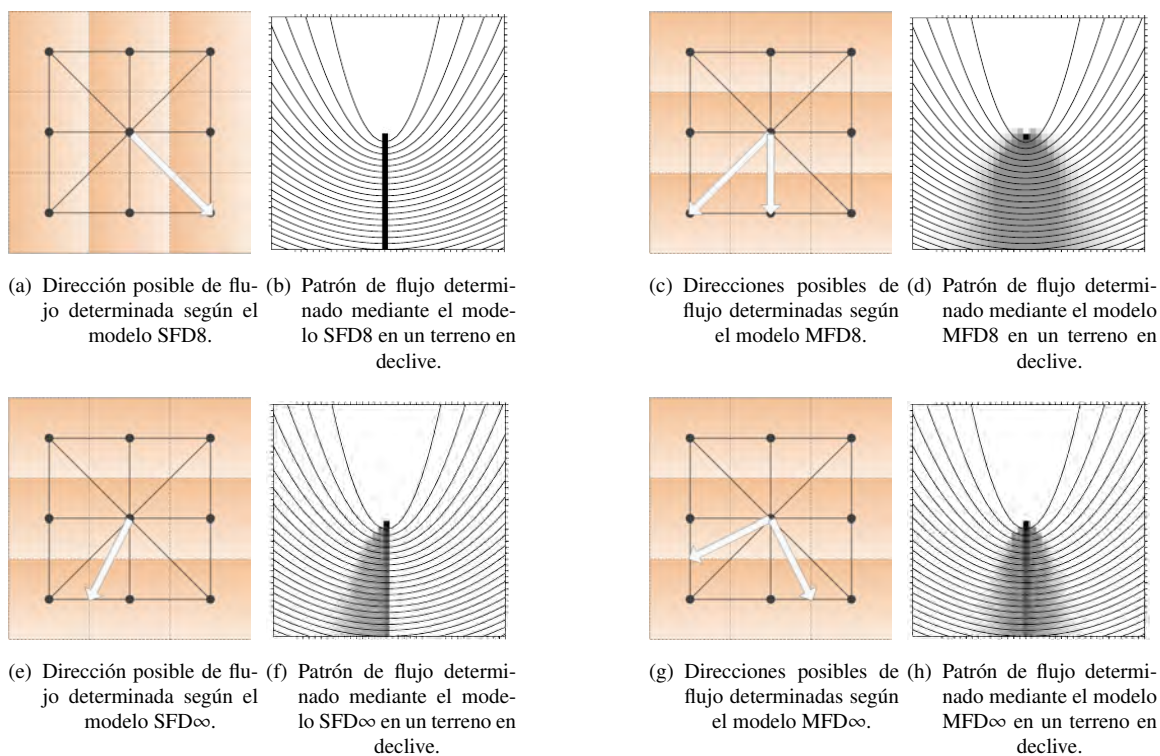 (a) Dirección posible de flu-
jo determinada según el
modelo SFD8.
(b) Patrón de flujo determi-
nado mediante el mode-
lo SFD8 en un terreno en
declive.
(c) Direcciones posibles de
flujo determinadas según
el modelo MFD8.
(d) Patrón de flujo determi-
nado mediante el modelo
MFD8 en un terreno en
declive.
(e) Dirección posible de flu-
jo determinada según el
modelo SFD∞.
(f) Patrón de flujo determi-
nado mediante el mode-
lo SFD∞ en un terreno en
declive.
(g) Direcciones posibles de
flujo determinadas según
el modelo MFD∞.
(h) Patrón de flujo determi-
nado mediante el modelo
MFD∞ en un terreno en
declive.